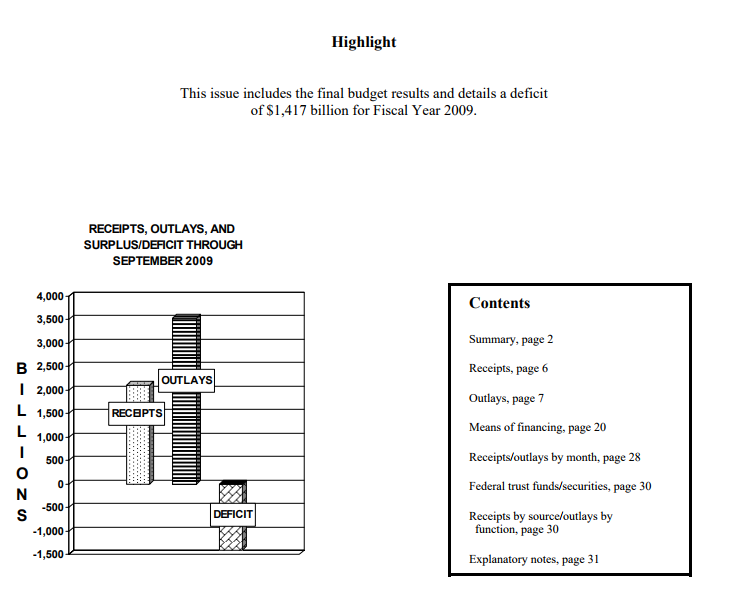 Highlight
This issue includes the final budget results and details a deficit
of $1,417 billion for Fiscal Year 2009.
RECEIPTS, OUTLAYS, AND
SURPLUS/DEFICIT THROUGH
SEPTEMBER 2009
BILLIONS
4,000
3,500
3,000
2,500
2,000
1,500
1,000
500
0
-500
-1,000
-1,500
OUTLAYS
RECEIPTS
DEFICIT
Contents
Summary, page 2
Receipts, page 6
Outlays, page 7
Means of financing, page 20
Receipts/outlays by month, page 28
Federal trust funds/securities, page 30
Receipts by source/outlays by
function, page 30
Explanatory notes, page 31